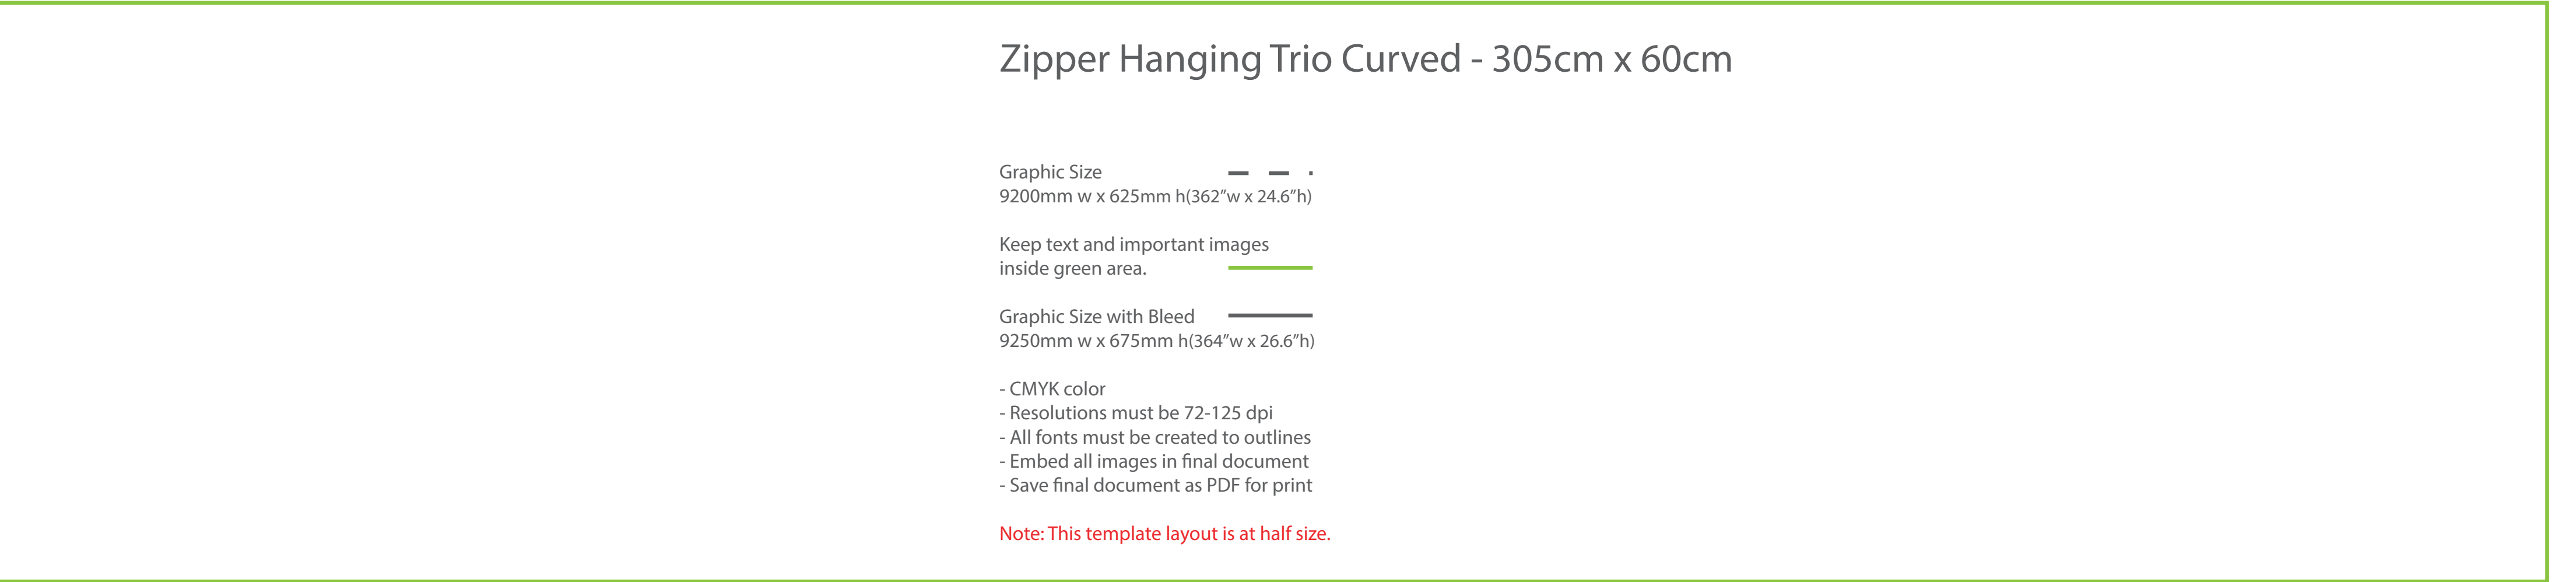 Zipper Hanging Trio Curved - 305cm x 60cm
Graphic Size
9200mm w x 625mm h(362”w x 24.6”h)
Keep text and important images
inside green area.
Graphic Size with Bleed
9250mm w x 675mm h(364”w x 26.6”h)
- CMYK color
- Resolutions must be 72-125 dpi
- All fonts must be created to outlines
- Embed all images in final document
- Save final document as PDF for print
Note: This template layout is at half size.